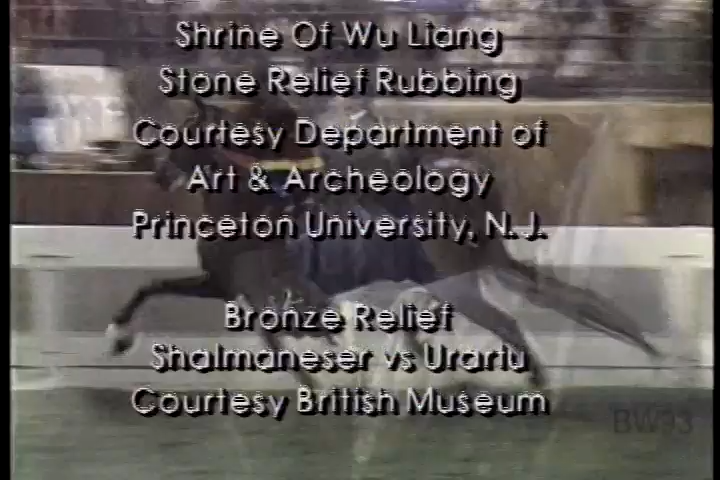 Shrine Of Wu Liang
Stone Relief Rubbing
Courtesy Department of
Art & Archeology
Princeton University, N.J.
Bronze Relief
Shalmaneser vs Urartu
Courtesy British Museum
BW93